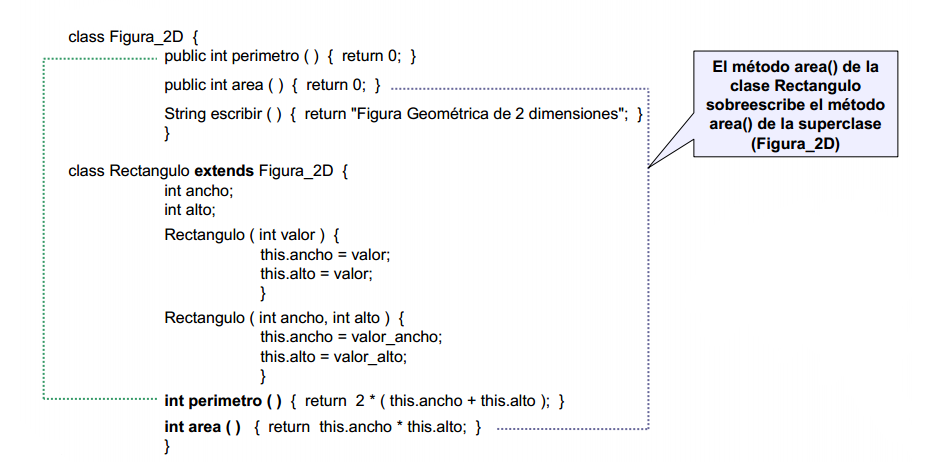 class Figura_2D {
public int perimetro ( ) { return 0; }
public int area ( ) { return 0; }
String escribir ( ) { return "Figura Geométrica de 2 dimensiones"; }
}
class Rectangulo extends Figura_2D {
int ancho;
int alto;
Rectangulo ( int valor ) {
this.ancho = valor;
this.alto = valor;
}
Rectangulo ( int ancho, int alto ) {
this.ancho = valor_ancho;
this.alto = valor_alto;
}
int perimetro ( ) { return 2 * ( this.ancho + this.alto ); }
int area ( ) { return this.ancho * this.alto; }
}
El método area() de la
clase Rectangulo
sobreescribe el método
area() de la superclase
(Figura_2D)